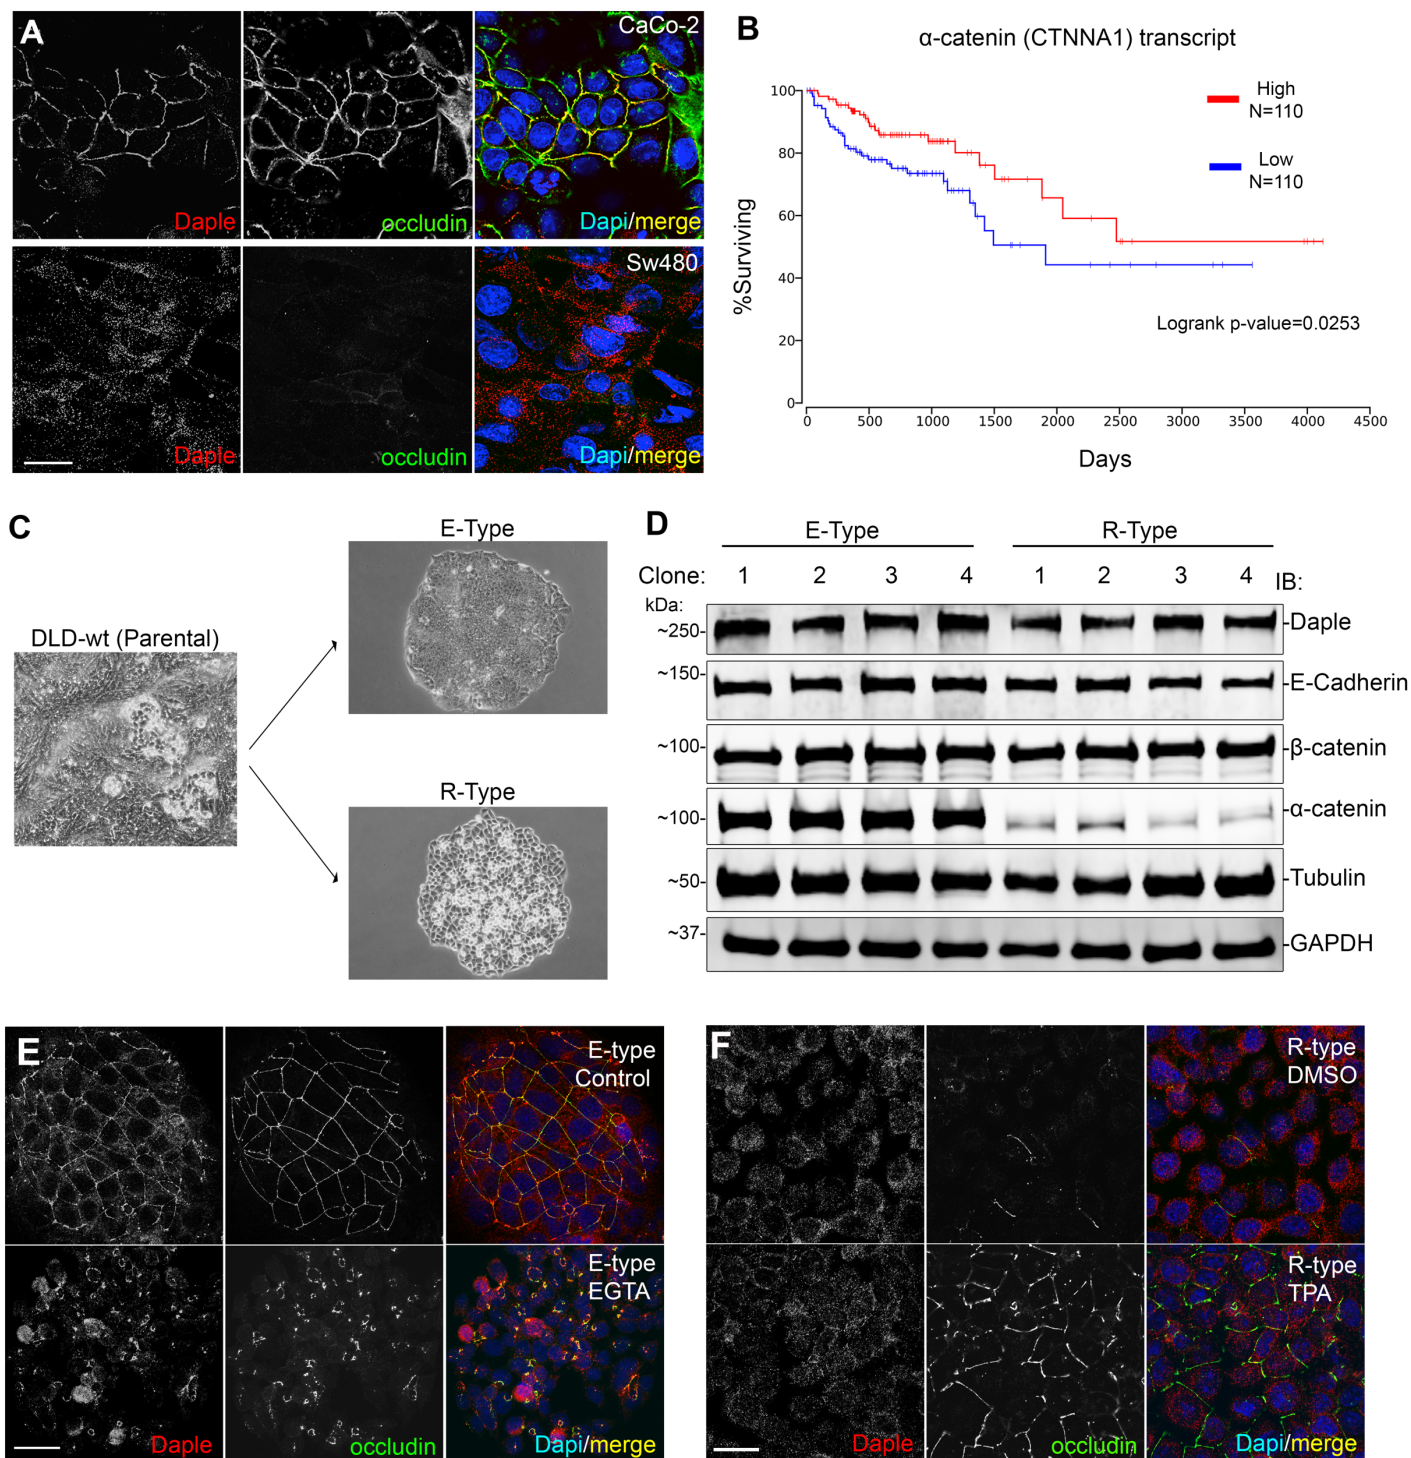 A
CaCo-2
Daple
occludin
Dapi/merge
Sw480
Daple
occludin
Dapi/merge
B
α-catenin (CTNNA1) transcript
High
N=110
Low
N=110
Logrank p-value=0.0253
%Surviving
100
80
60
40
20
0
0 500 1000 1500 2000 2500 3000 3500 4000 4500
Days
C
DLD-wt (Parental)
E-Type
R-Type
D
E-Type R-Type
Clone: 1 2 3 4 1 2 3 4 IB:
kDa:
~250- -Daple
~150- -E-Cadherin
~100- -β-catenin
~100- -α-catenin
~50- -Tubulin
~37- -GAPDH
E
E-type
Control
E-type
EGTA
Daple
occludin
Dapi/merge
F
R-type
DMSO
R-type
TPA
Daple
occludin
Dapi/merge